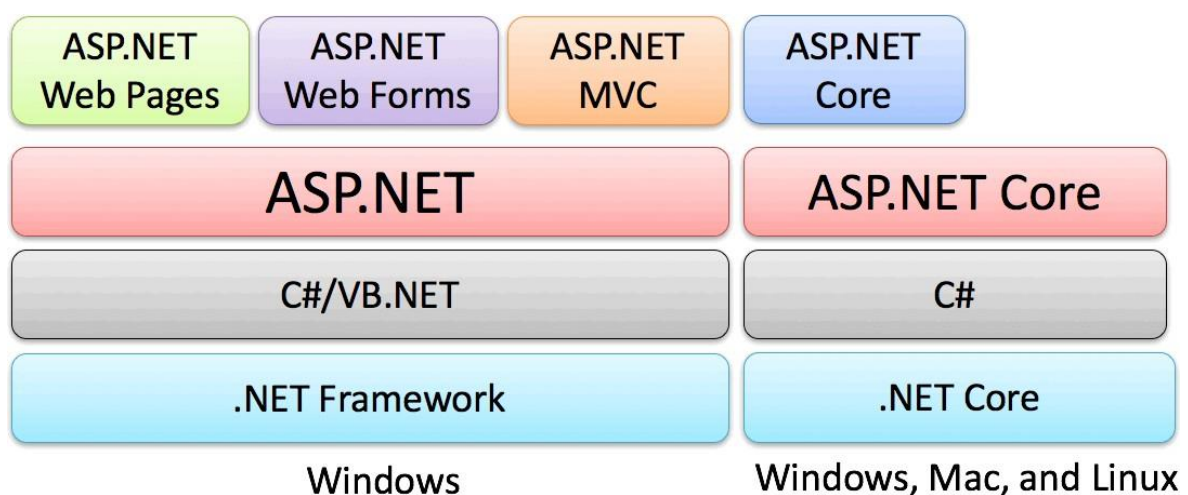 ASP.NET
Web Pages
ASP.NET
Web Forms
ASP.NET
MVC
ASP.NET
Core
ASP.NET
ASP.NET Core
C#/VB.NET
C#
.NET Framework
.NET Core
Windows
Windows, Mac, and Linux